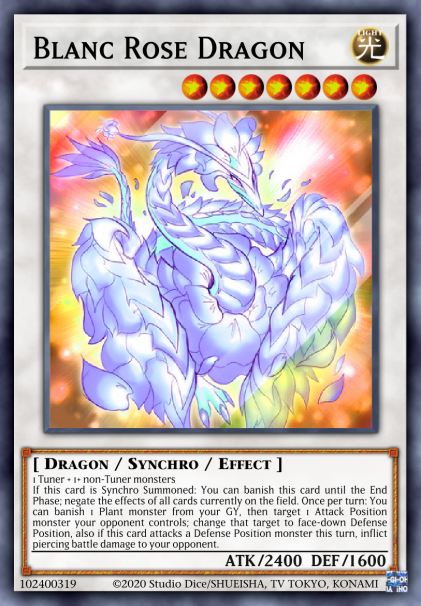 BLANC ROSE DRAGON
LIGHT
光
[ DRAGON / SYNCHRO / EFFECT ]
1 Tuner + 1+ non-Tuner monsters
If this card is Synchro Summoned: You can banish this card until the End
Phase; negate the effects of all cards currently on the field. Once per turn: You
can banish 1 Plant monster from your GY, then target 1 Attack Position
monster your opponent controls; change that target to face-down Defense
Position, also if this card attacks a Defense Position monster this turn, inflict
piercing battle damage to your opponent.
ATK/2400 DEF/1600
102400319 ©2020 Studio Dice/SHUEISHA, TV TOKYO, KONAMI